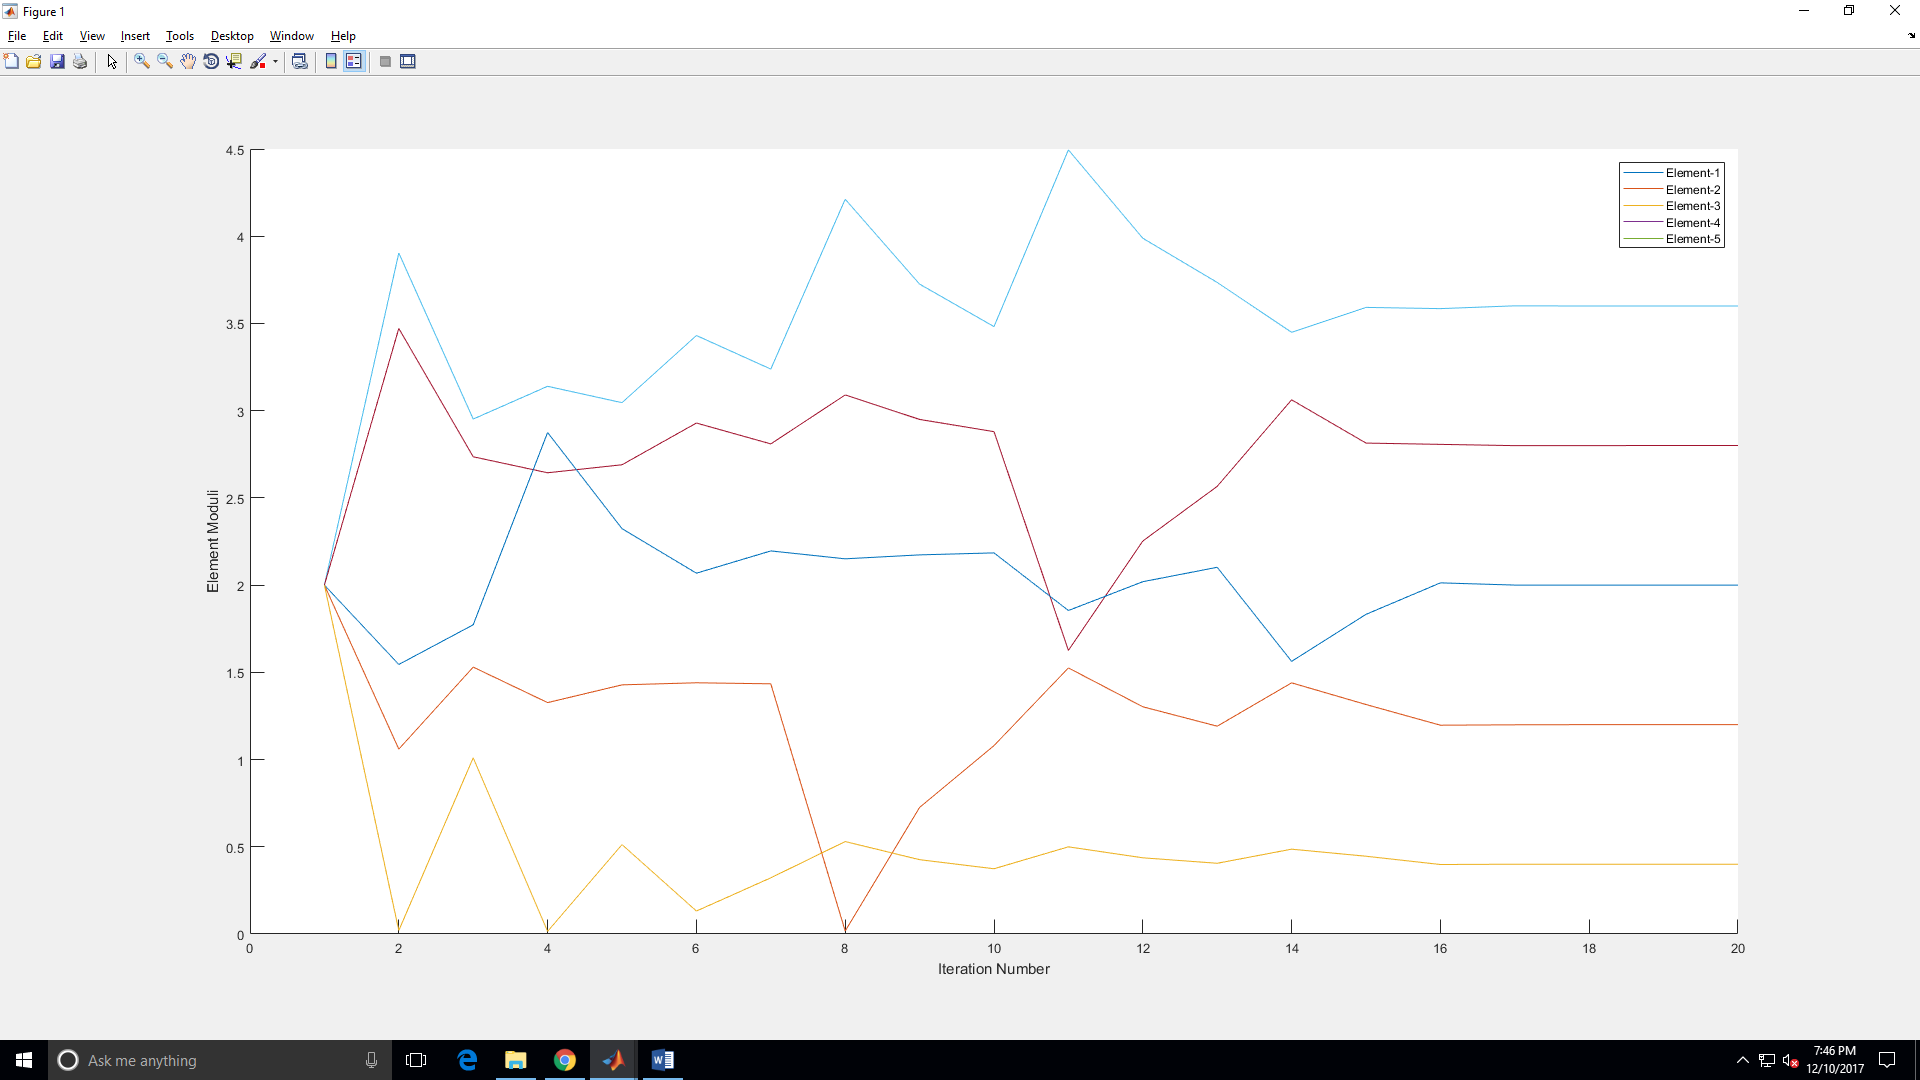 Figure 1
File Edit View Insert Tools Desktop Window Help
4.5
4
3.5
3
2.5
2
1.5
1
0.5
0
Element Moduli
Element-1
Element-2
Element-3
Element-4
Element-5
0 2 4 6 8 10 12 14 16 18 20
Iteration Number
Ask me anything
7:46 PM
12/10/2017